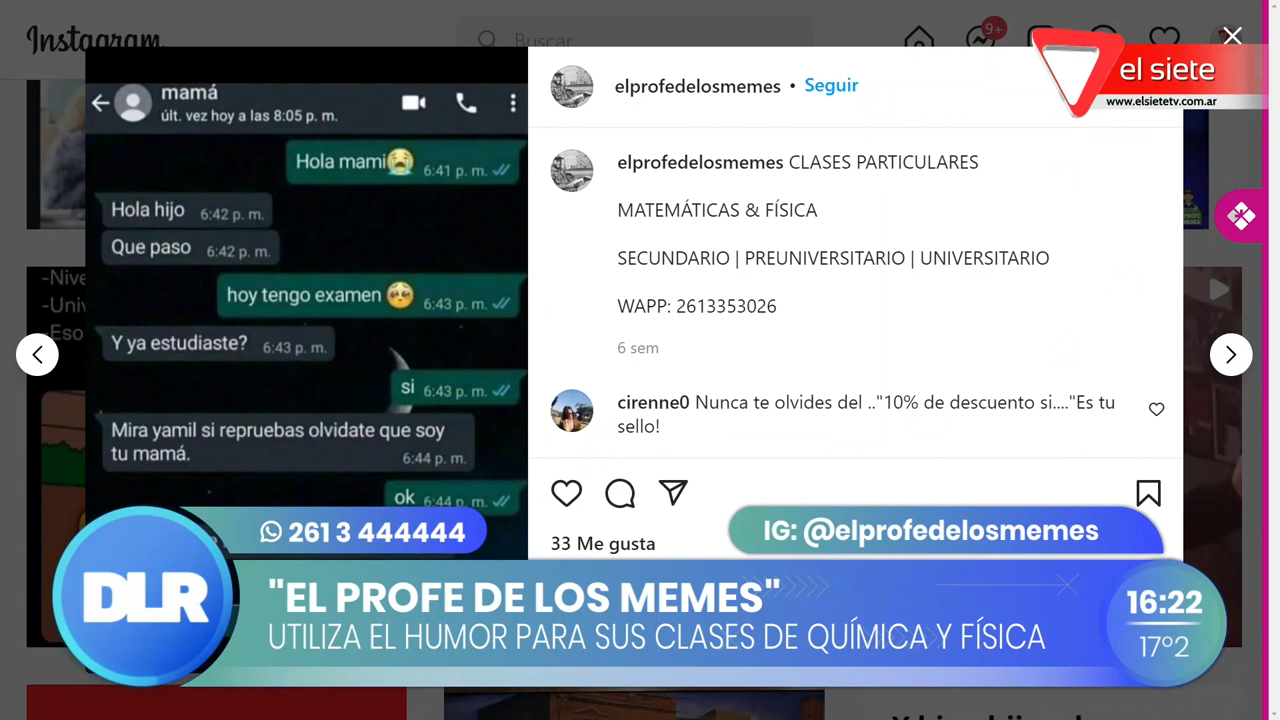 Instagram
Buscar
9+
el siete
www.elsietetv.com.ar
mamá
últ. vez hoy a las 8:05 p. m.
Hola mami😭 6:41 p. m.
Hola hijo 6:42 p. m.
Que paso 6:42 p. m.
hoy tengo examen 🥺 6:43 p. m.
Y ya estudiaste? 6:43 p. m.
si 6:43 p. m.
Mira yamil si repruebas olvidate que soy
tu mamá. 6:44 p. m.
ok 6:44 p. m.
elprofedelosmemes • Seguir
elprofedelosmemes CLASES PARTICULARES
MATEMÁTICAS & FÍSICA
SECUNDARIO | PREUNIVERSITARIO | UNIVERSITARIO
WAPP: 2613353026
6 sem
cirenne0 Nunca te olvides del .."10% de descuento si...."Es tu
sello!
33 Me gusta
-Nive
-Univ
-Eso
261 3 444444
IG: @elprofedelosmemes
DLR
"EL PROFE DE LOS MEMES"
UTILIZA EL HUMOR PARA SUS CLASES DE QUÍMICA Y FÍSICA
16:22
17º2